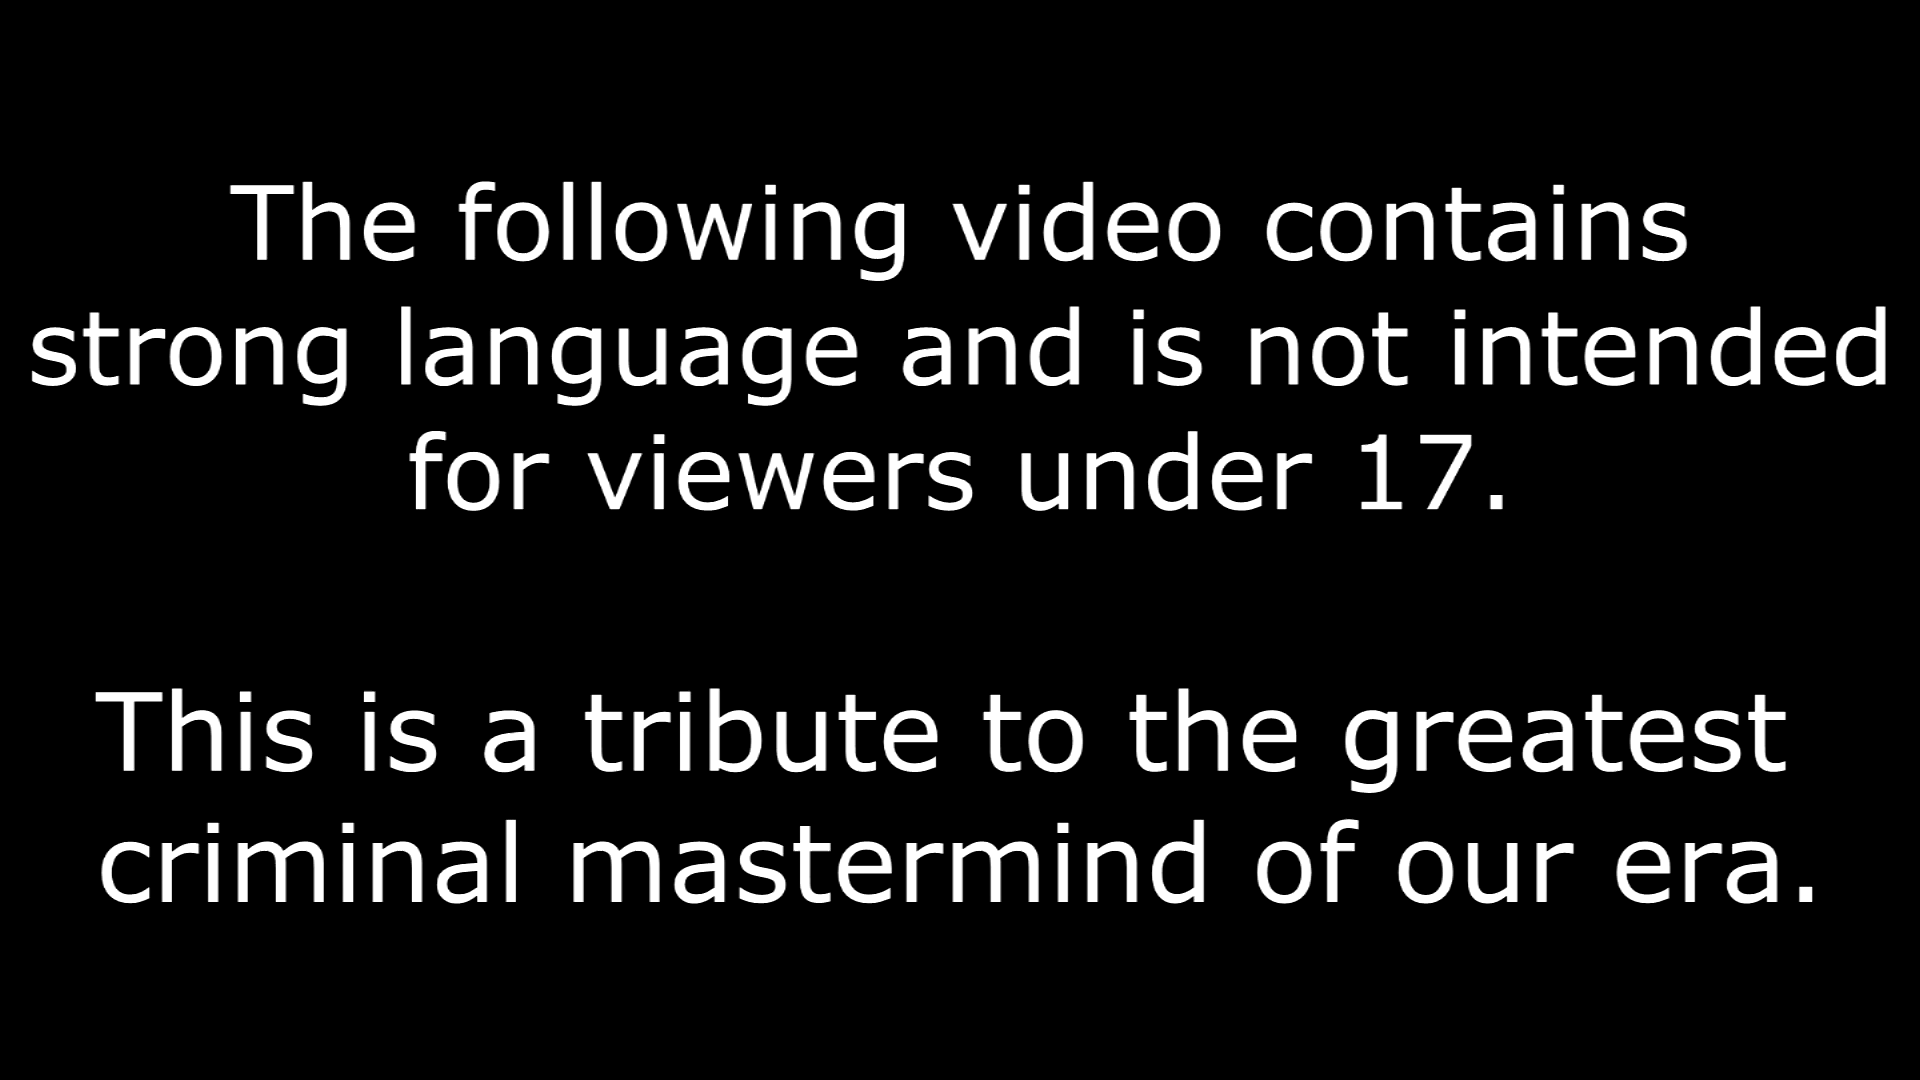 The following video contains
strong language and is not intended
for viewers under 17.
This is a tribute to the greatest
criminal mastermind of our era.